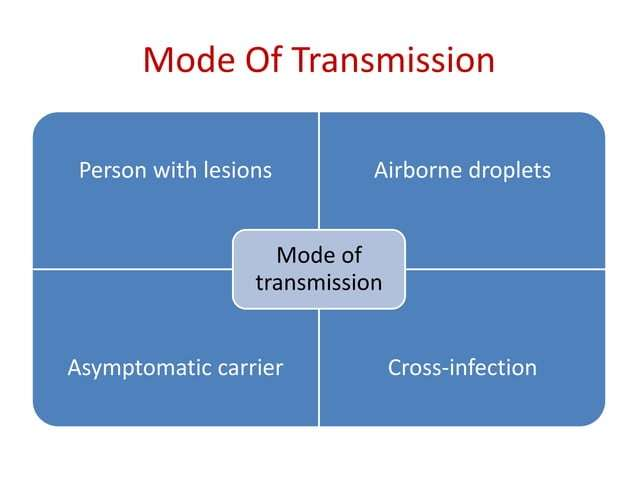 Mode Of Transmission
Person with lesions
Airborne droplets
Mode of
transmission
Asymptomatic carrier
Cross-infection